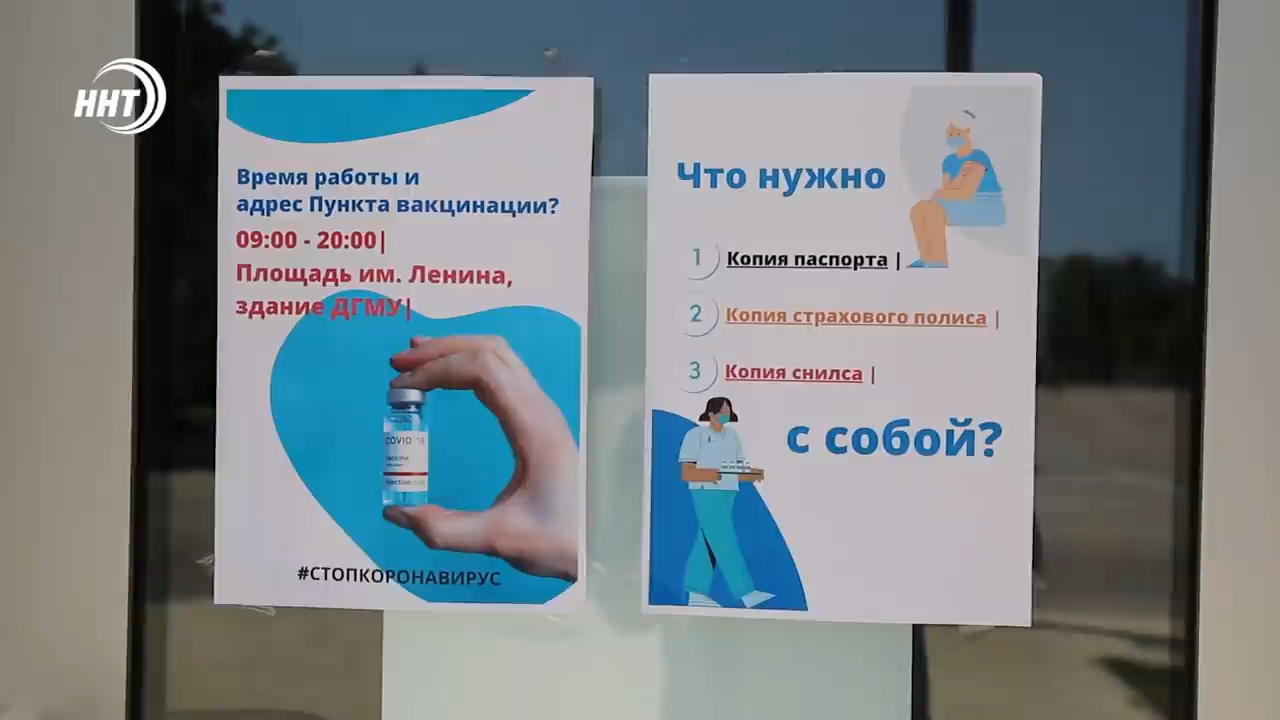 ННТ
Время работы и
адрес Пункта вакцинации?
09:00 - 20:00|
Площадь им. Ленина,
здание ДГМУ|
COVID
#СТОПКОРОНАВИРУС
Что нужно
1 Копия паспорта |
2 Копия страхового полиса |
3 Копия снилса |
с собой?